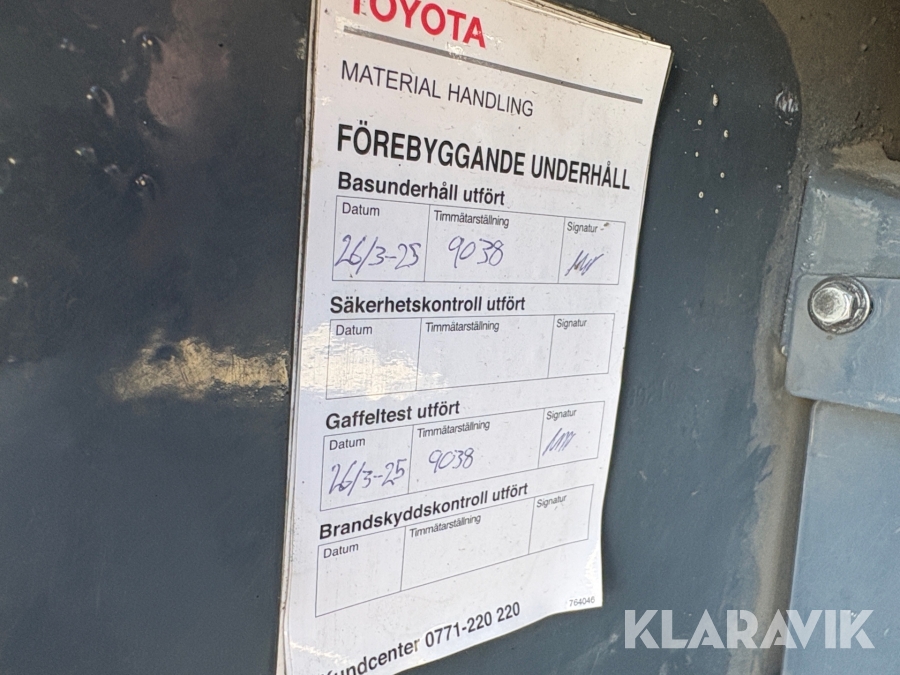 TOYOTA
MATERIAL HANDLING
FÖREBYGGANDE UNDERHÅLL
Basunderhåll utfört
Datum Timmätarställning Signatur
26/3-25 9038
Säkerhetskontroll utfört
Datum Timmätarställning Signatur
Gaffeltest utfört
Datum Timmätarställning Signatur
26/3-25 9038
Brandskyddskontroll utfört
Datum Timmätarställning Signatur
764046
Kundcenter 0771-220 220
KLARAVIK